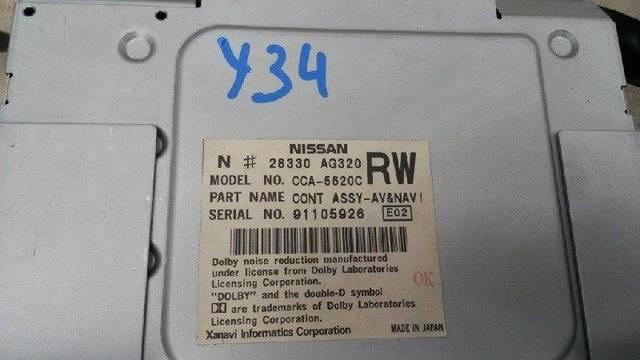 Y34
NISSAN
N # 28330 AG320 RW
MODEL NO. CCA-5620C
PART NAME CONT ASSY-AV&NAVI
SERIAL NO. 91105926 E02
Dolby noise reduction manufactured
under license from Dolby Laboratories
Licensing Corporation.
"DOLBY" and the double-D symbol
are trademarks of Dolby Laboratories
Licensing Corporation.
OK
Xanavi Informatics Corporation MADE IN JAPAN